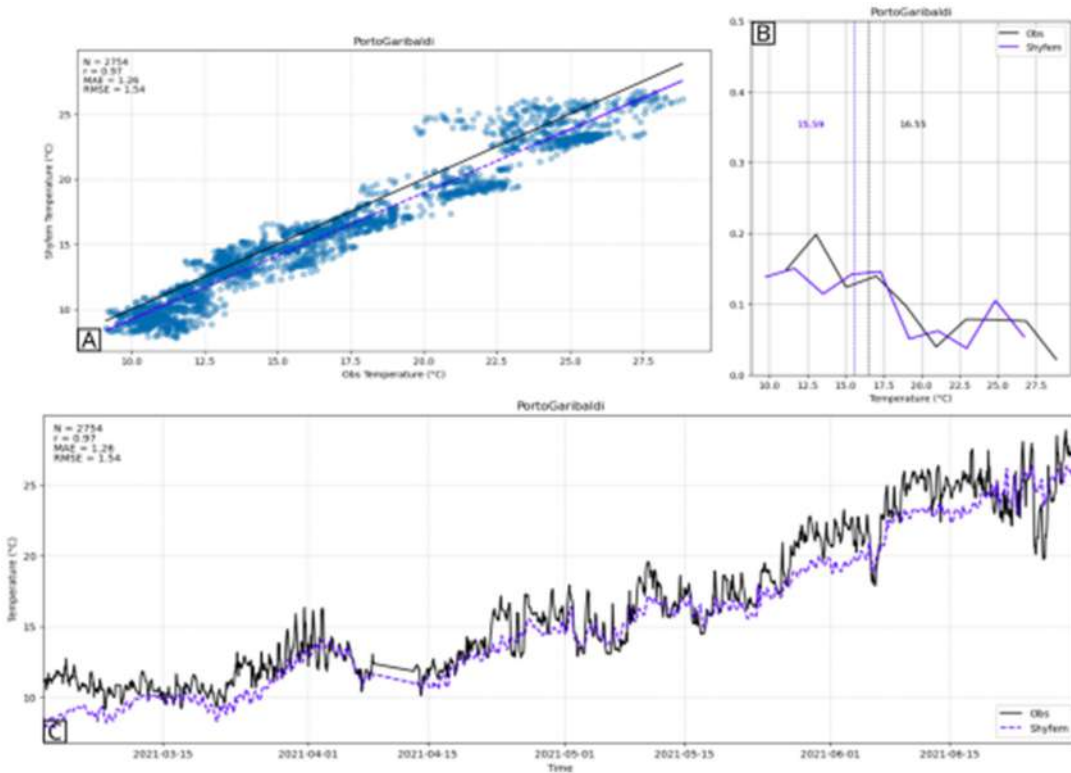 PortoGaribaldi
N = 2754
r = 0.97
MAE = 1.26
RMSE = 1.54
25
20
15
10
Shyfem Temperature (°C)
A
10.0 12.5 15.0 17.5 20.0 22.5 25.0 27.5
Obs Temperature (°C)
PortoGaribaldi
B
Obs
Shyfem
0.5
0.4
0.3
0.2
0.1
0.0
15.59
16.55
10.0 12.5 15.0 17.5 20.0 22.5 25.0 27.5
Temperature (°C)
PortoGaribaldi
N = 2754
r = 0.97
MAE = 1.26
RMSE = 1.54
25
20
15
10
Temperature (°C)
C
Obs
Shyfem
2021-03-15 2021-04-01 2021-04-15 2021-05-01 2021-05-15 2021-06-01 2021-06-15
Time